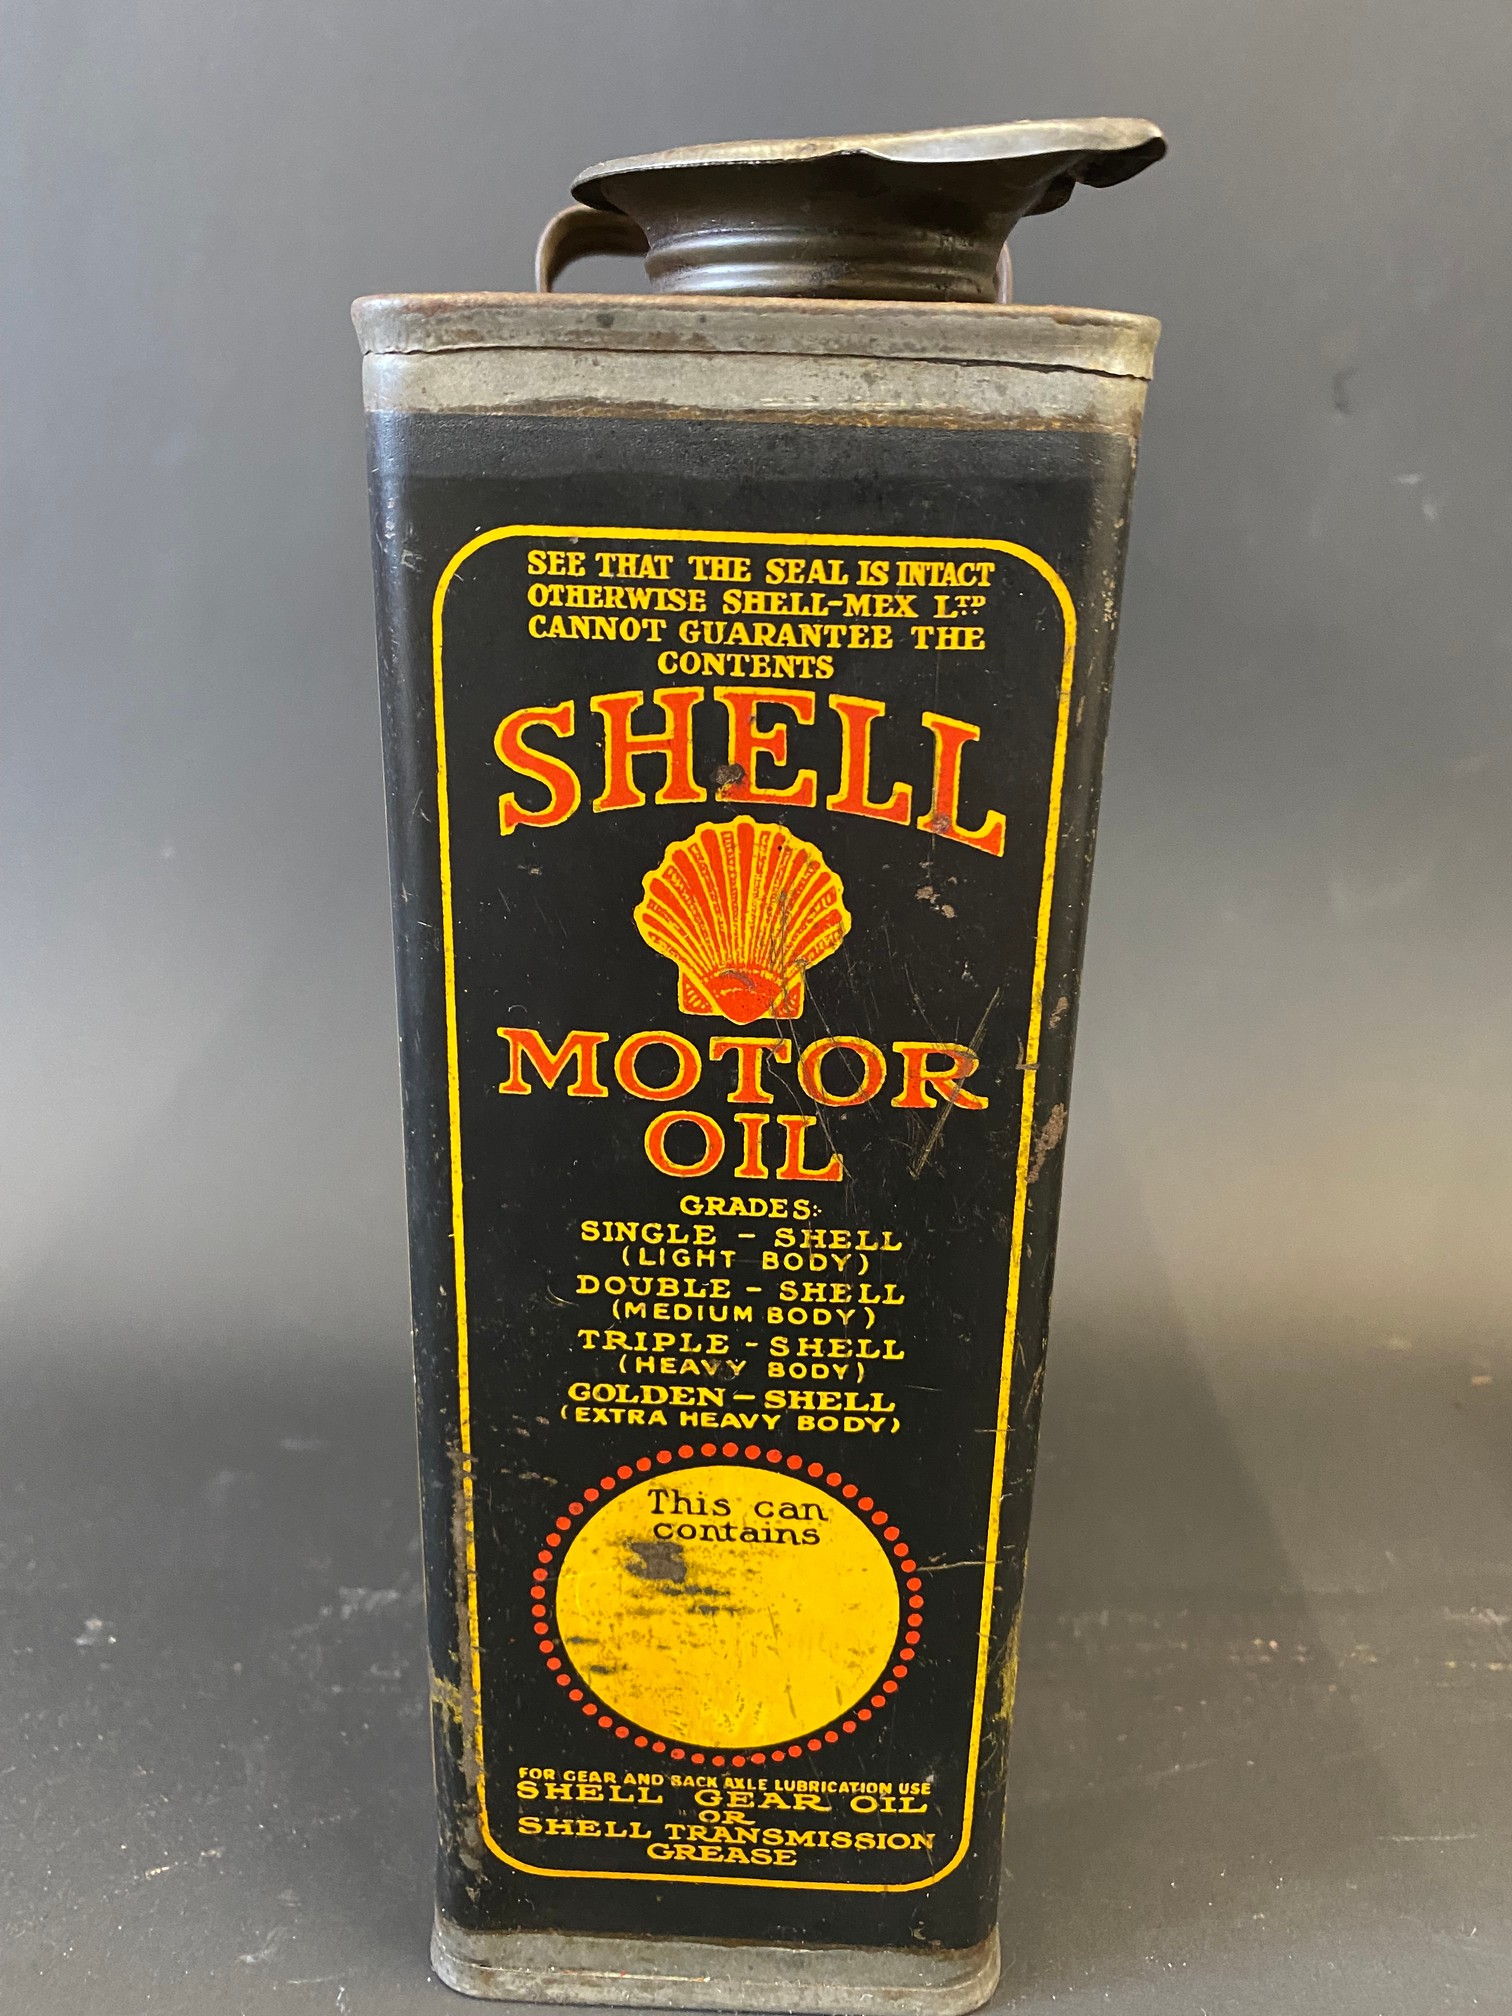 SEE THAT THE SEAL IS INTACT
OTHERWISE SHELL-MEX LTD
CANNOT GUARANTEE THE
CONTENTS
SHELL
MOTOR
OIL
GRADES:-
SINGLE - SHELL
(LIGHT BODY)
DOUBLE - SHELL
(MEDIUM BODY)
TRIPLE - SHELL
(HEAVY BODY)
GOLDEN - SHELL
(EXTRA HEAVY BODY)
This can
contains
FOR GEAR AND BACK AXLE LUBRICATION USE
SHELL GEAR OIL
OR
SHELL TRANSMISSION
GREASE